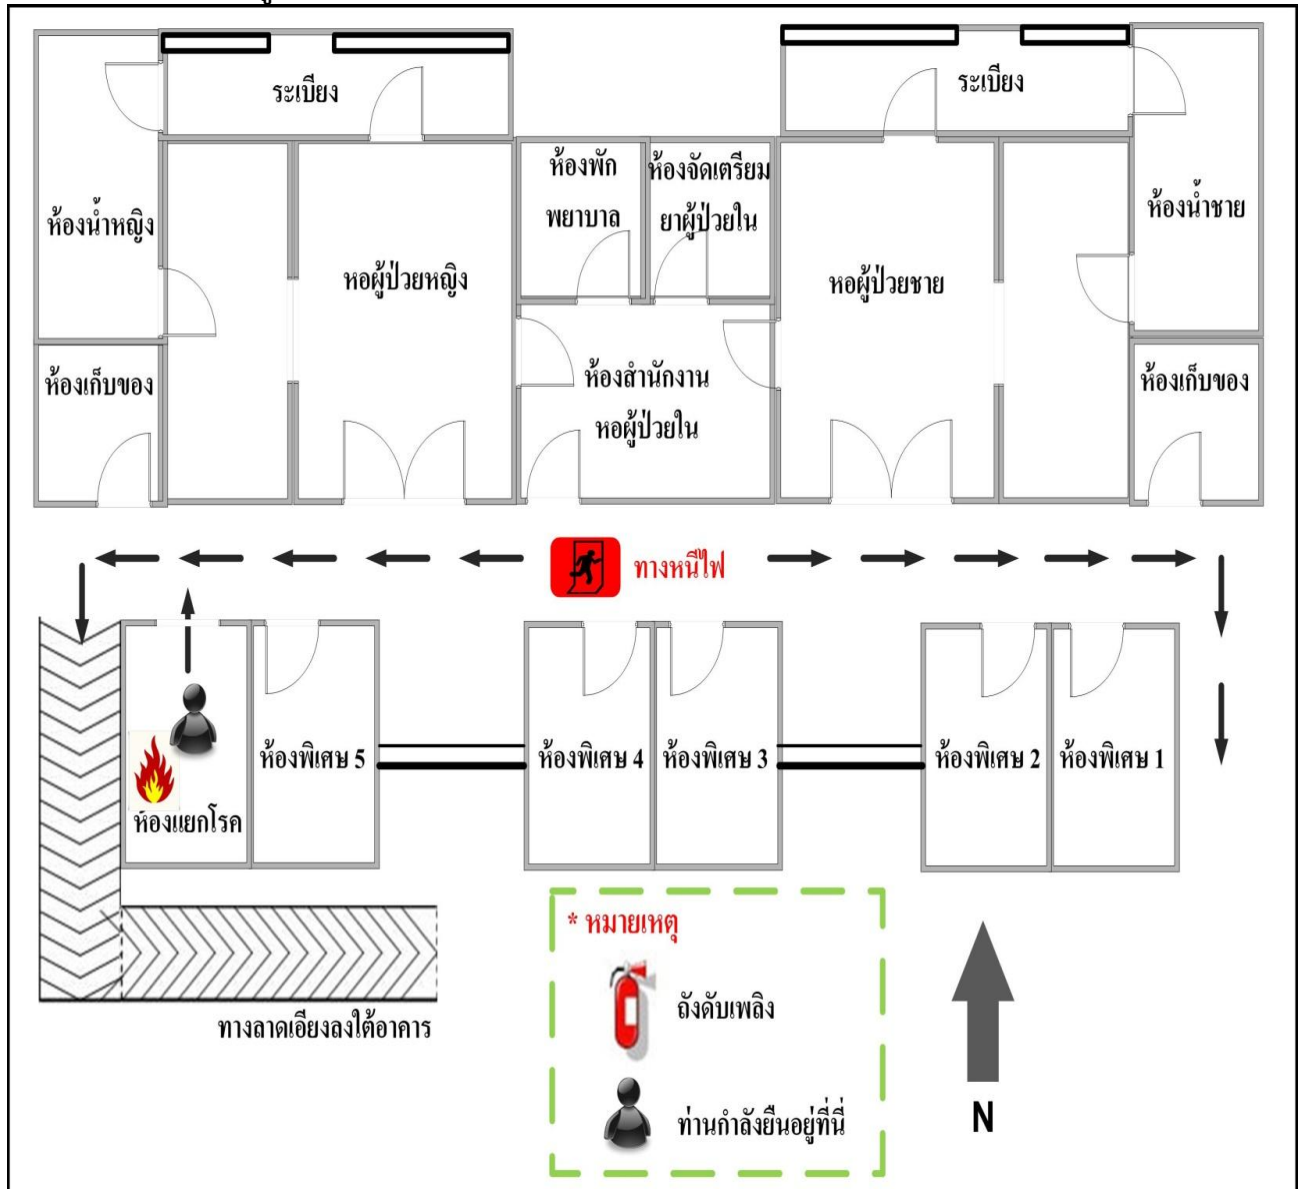 ระเบียง
ระเบียง
ห้องพัก
พยาบาล
ห้องจัดเตรียม
ยาผู้ป่วยใน
ห้องน้ำหญิง
ห้องน้ำชาย
หอผู้ป่วยหญิง
หอผู้ป่วยชาย
ห้องเก็บของ
ห้องสำนักงาน
หอผู้ป่วยใน
ห้องเก็บของ
ทางหนีไฟ
ห้องแยกโรค
ห้องพิเศษ 5
ห้องพิเศษ 4
ห้องพิเศษ 3
ห้องพิเศษ 2
ห้องพิเศษ 1
ทางลาดเอียงลงใต้อาคาร
* หมายเหตุ
ถังดับเพลิง
ท่านกำลังยืนอยู่ที่นี่
N